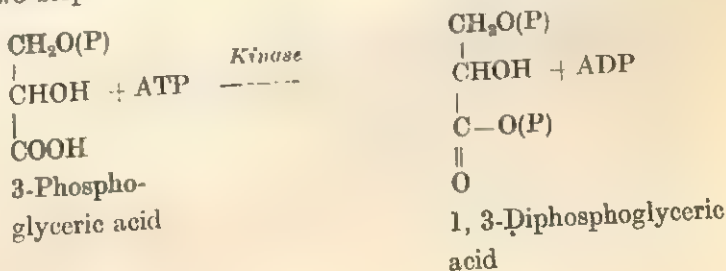 CH₂O(P)
CHOH + ATP
COOH
3-Phospho-
glyceric acid
Kinase
CH₂O(P)
CHOH + ADP
C—O(P)
O
1, 3-Diphosphoglyceric
acid